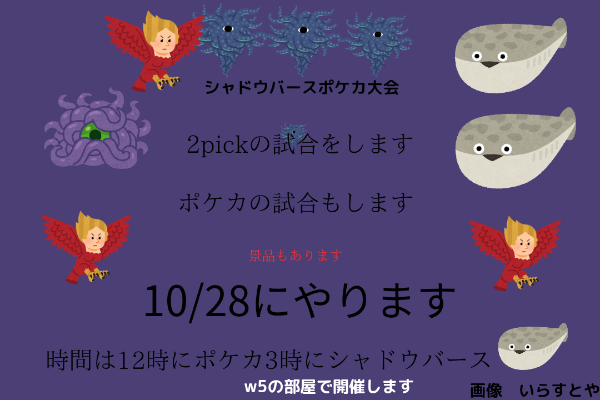 シャドウバースポケカ大会
2pickの試合をします
ポケカの試合もします
景品もあります
10/28にやります
時間は12時にポケカ3時にシャドウバース
w5の部屋で開催します
画像　いらすとや